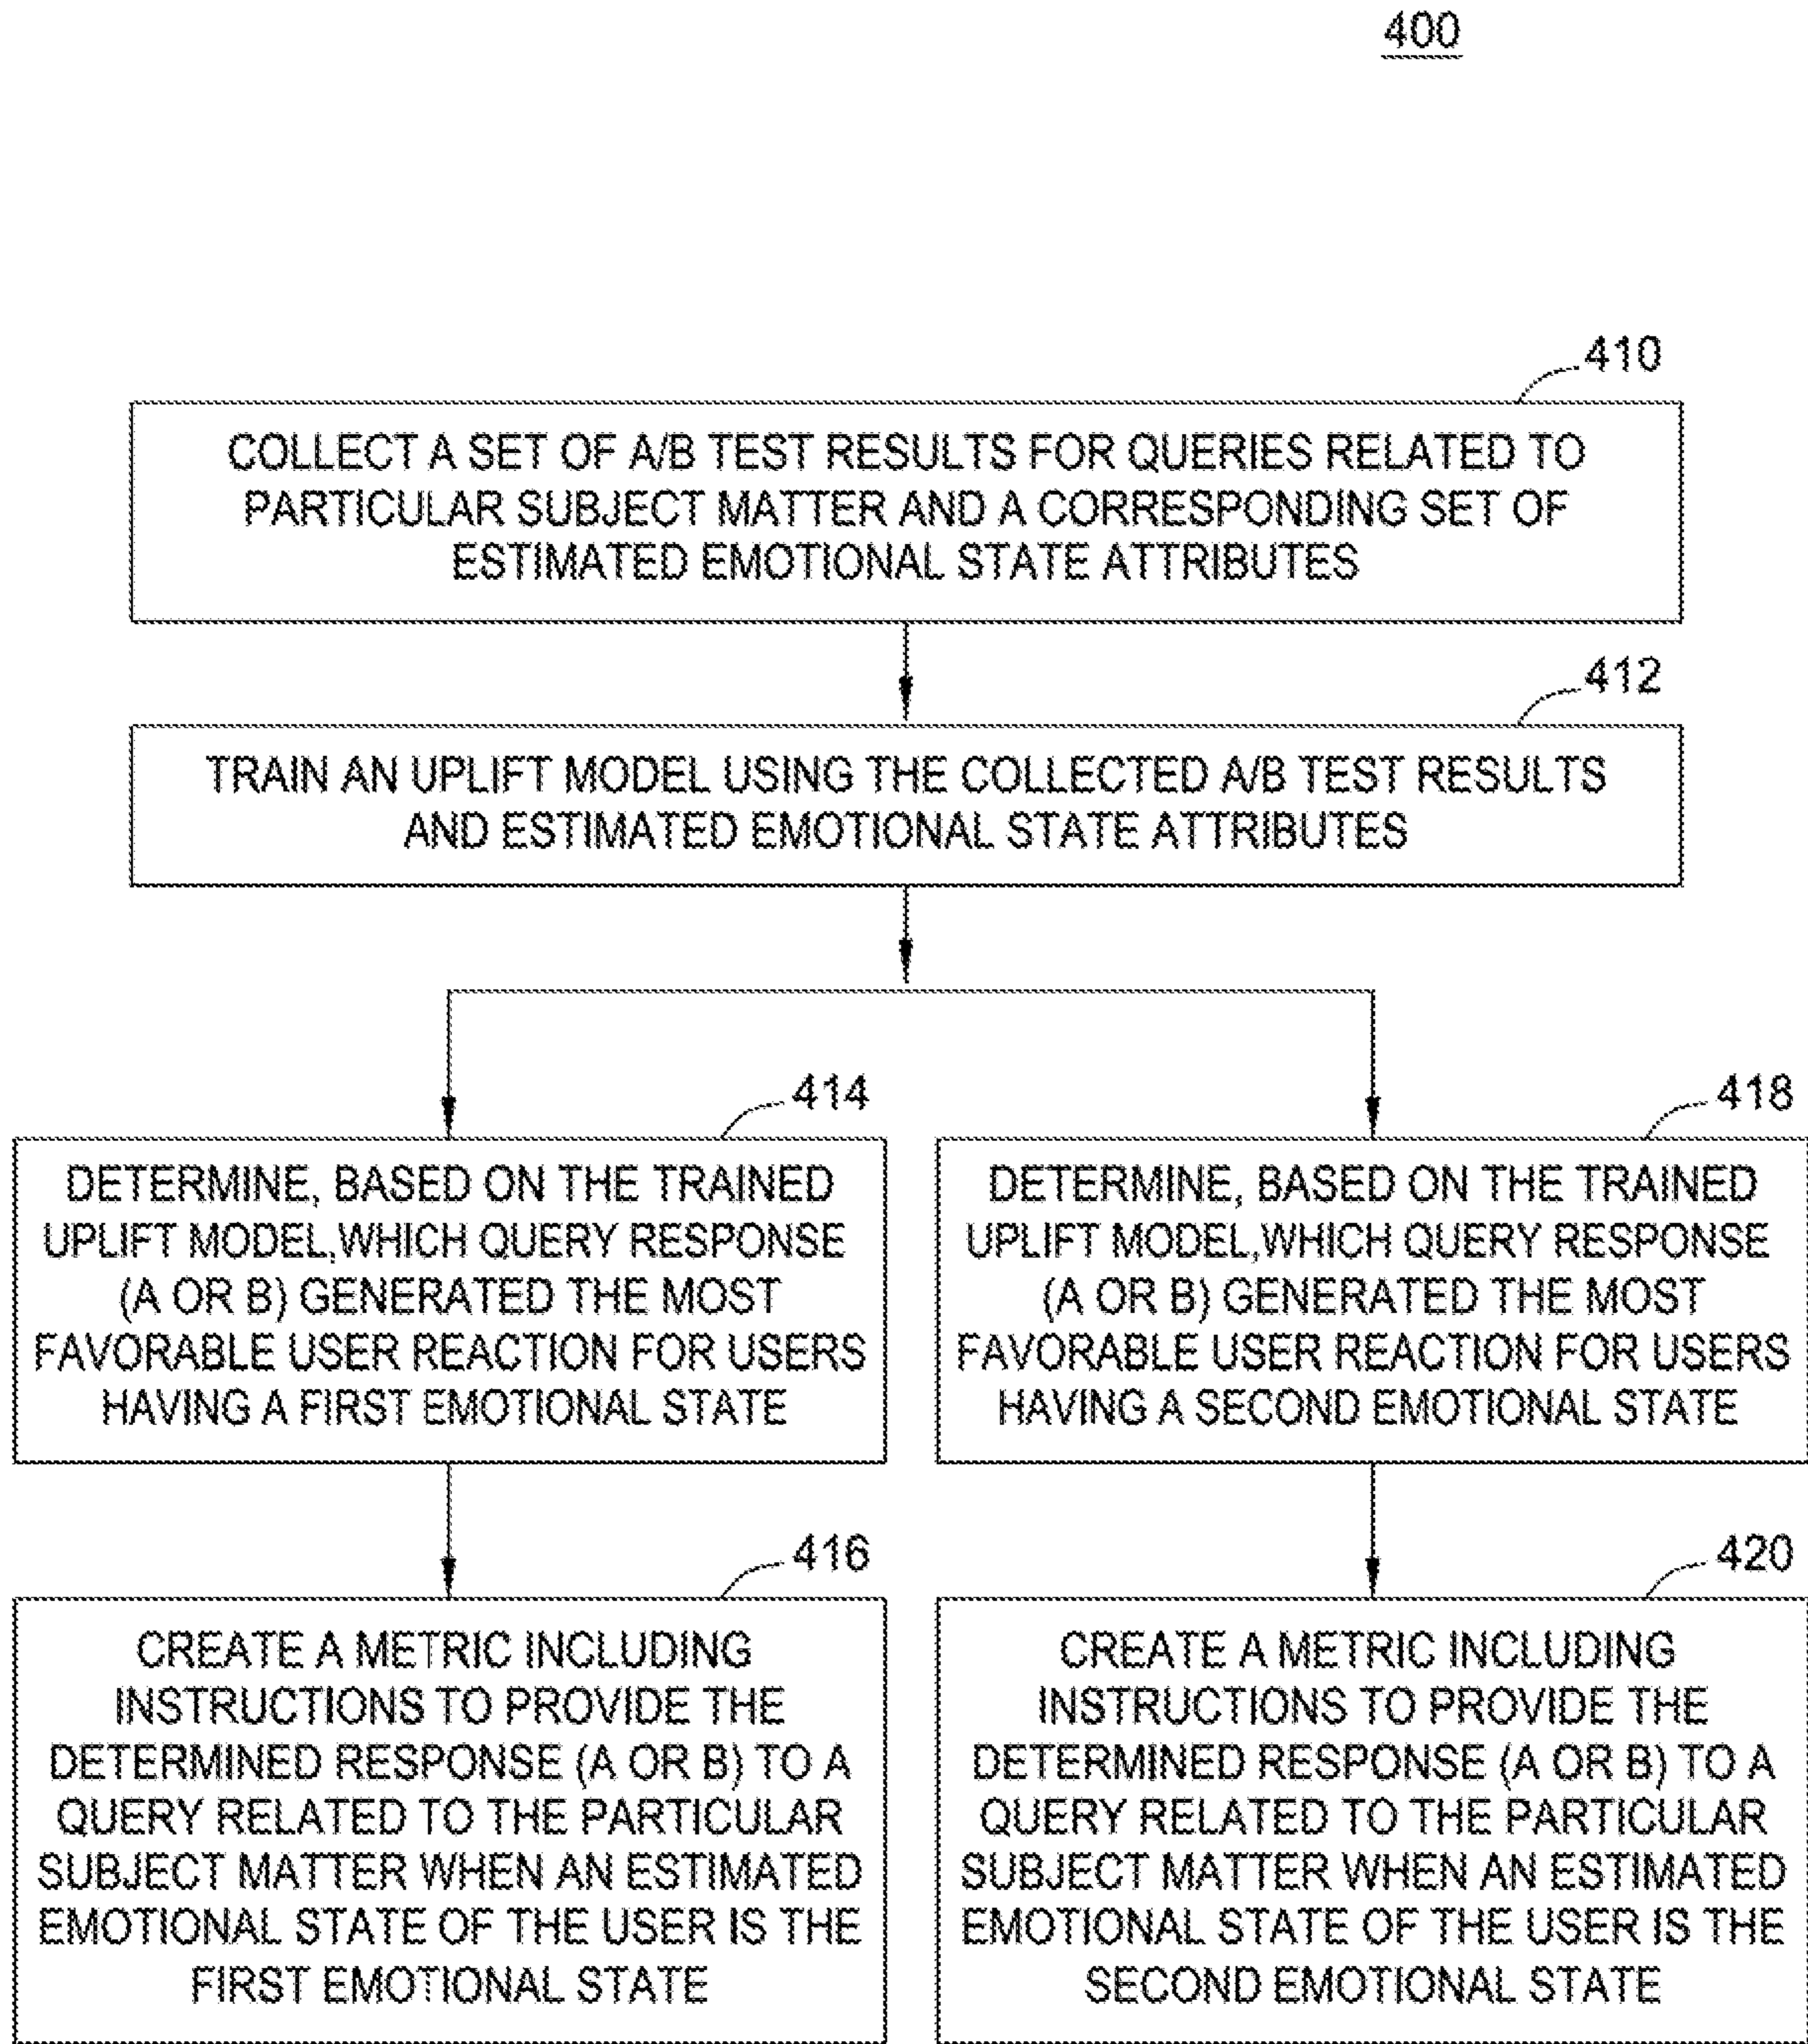 400
410
COLLECT A SET OF A/B TEST RESULTS FOR QUERIES RELATED TO
PARTICULAR SUBJECT MATTER AND A CORRESPONDING SET OF
ESTIMATED EMOTIONAL STATE ATTRIBUTES
412
TRAIN AN UPLIFT MODEL USING THE COLLECTED A/B TEST RESULTS
AND ESTIMATED EMOTIONAL STATE ATTRIBUTES
414
DETERMINE, BASED ON THE TRAINED
UPLIFT MODEL,WHICH QUERY RESPONSE
(A OR B) GENERATED THE MOST
FAVORABLE USER REACTION FOR USERS
HAVING A FIRST EMOTIONAL STATE
418
DETERMINE, BASED ON THE TRAINED
UPLIFT MODEL,WHICH QUERY RESPONSE
(A OR B) GENERATED THE MOST
FAVORABLE USER REACTION FOR USERS
HAVING A SECOND EMOTIONAL STATE
416
CREATE A METRIC INCLUDING
INSTRUCTIONS TO PROVIDE THE
DETERMINED RESPONSE (A OR B) TO A
QUERY RELATED TO THE PARTICULAR
SUBJECT MATTER WHEN AN ESTIMATED
EMOTIONAL STATE OF THE USER IS THE
FIRST EMOTIONAL STATE
420
CREATE A METRIC INCLUDING
INSTRUCTIONS TO PROVIDE THE
DETERMINED RESPONSE (A OR B) TO A
QUERY RELATED TO THE PARTICULAR
SUBJECT MATTER WHEN AN ESTIMATED
EMOTIONAL STATE OF THE USER IS THE
SECOND EMOTIONAL STATE